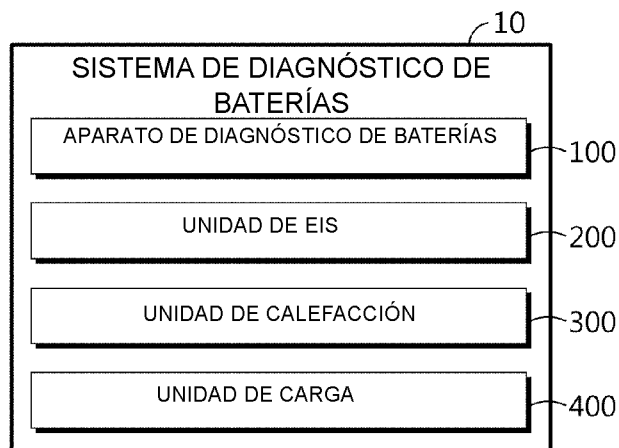 10
SISTEMA DE DIAGNÓSTICO DE
BATERÍAS
APARATO DE DIAGNÓSTICO DE BATERÍAS
100
UNIDAD DE EIS
200
UNIDAD DE CALEFACCIÓN
300
UNIDAD DE CARGA
400